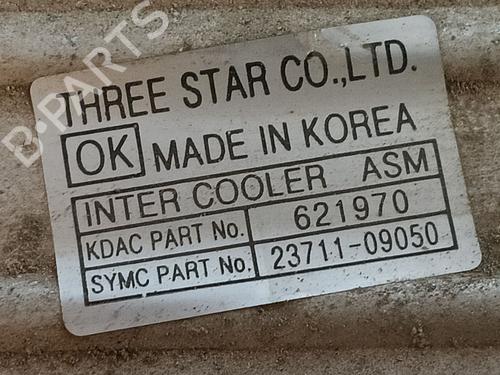 THREE STAR CO.,LTD.
OK MADE IN KOREA
INTER COOLER ASM
KDAC PART No. 621970
SYMC PART No. 23711-09050
B-PARTS